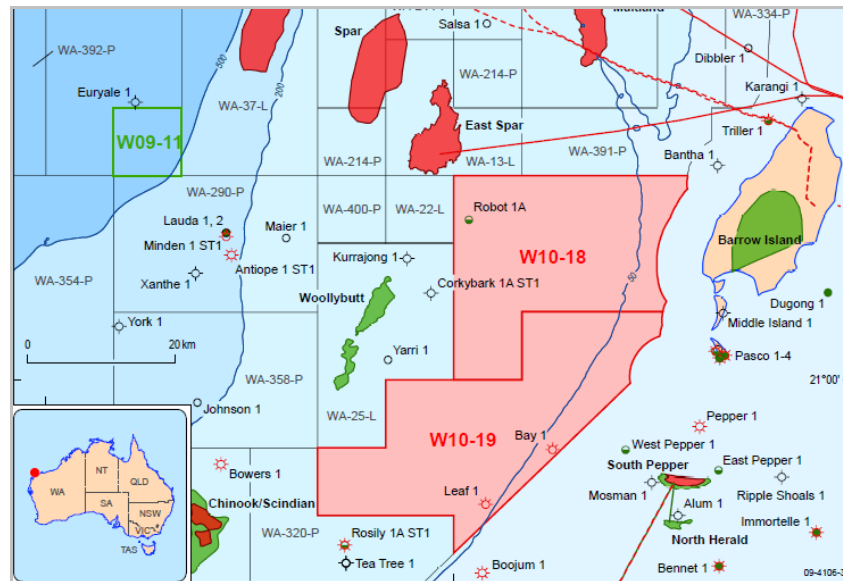 WA-392-P
Euryale 1
W09-11
500
WA-37-L
200
Spar
Salsa 1
WA-214-P
East Spar
WA-214-P
WA-13-L
WA-391-P
WA-334-P
Dibbler 1
Karangi 1
Triller 1
Bantha 1
WA-290-P
WA-400-P
WA-22-L
Robot 1A
Lauda 1, 2
Maier 1
Minden 1 ST1
Antiope 1 ST1
Kurrajong 1
W10-18
Barrow Island
WA-354-P
Xanthe 1
Corkybark 1A ST1
50
Woollybutt
Dugong 1
Middle Island 1
York 1
0
20 km
Yarri 1
Pasco 1-4
WA-358-P
21°00'
Johnson 1
WA-25-L
W10-19
Bay 1
Pepper 1
West Pepper 1
East Pepper 1
South Pepper
Bowers 1
Leaf 1
Mosman 1
Ripple Shoals 1
Chinook/Scindian
Alum 1
Immortelle 1
WA-320-P
Rosily 1A ST1
North Herald
Tea Tree 1
Boojum 1
Bennet 1
WA
NT
QLD
SA
NSW
VIC
TAS